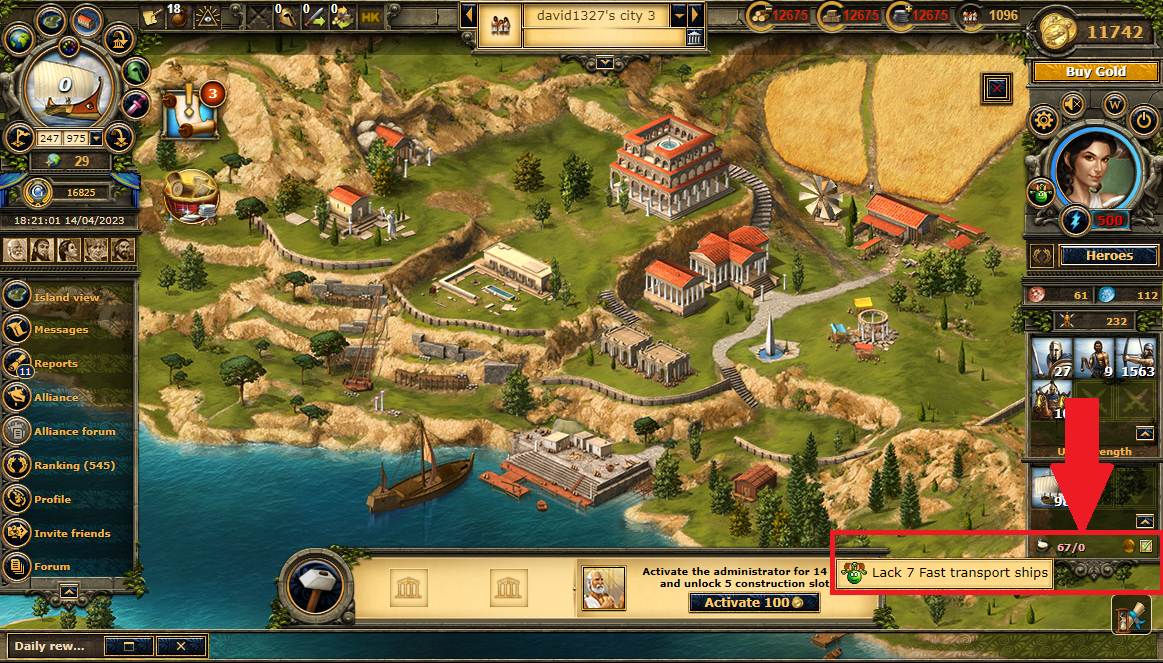 18
0
0
0
HK
david1327's city 3
12675
12675
12675
1096
11742
Buy Gold
0
247 975
29
16825
18:21:01 14/04/2023
3
W
500
Heroes
61
112
232
27
9
1563
Island view
Messages
Reports
11
Alliance
Alliance forum
Ranking (545)
Profile
Invite friends
Forum
67/0
Lack 7 Fast transport ships
Activate the administrator for 14
and unlock 5 construction slot
Activate 100
Daily rew...